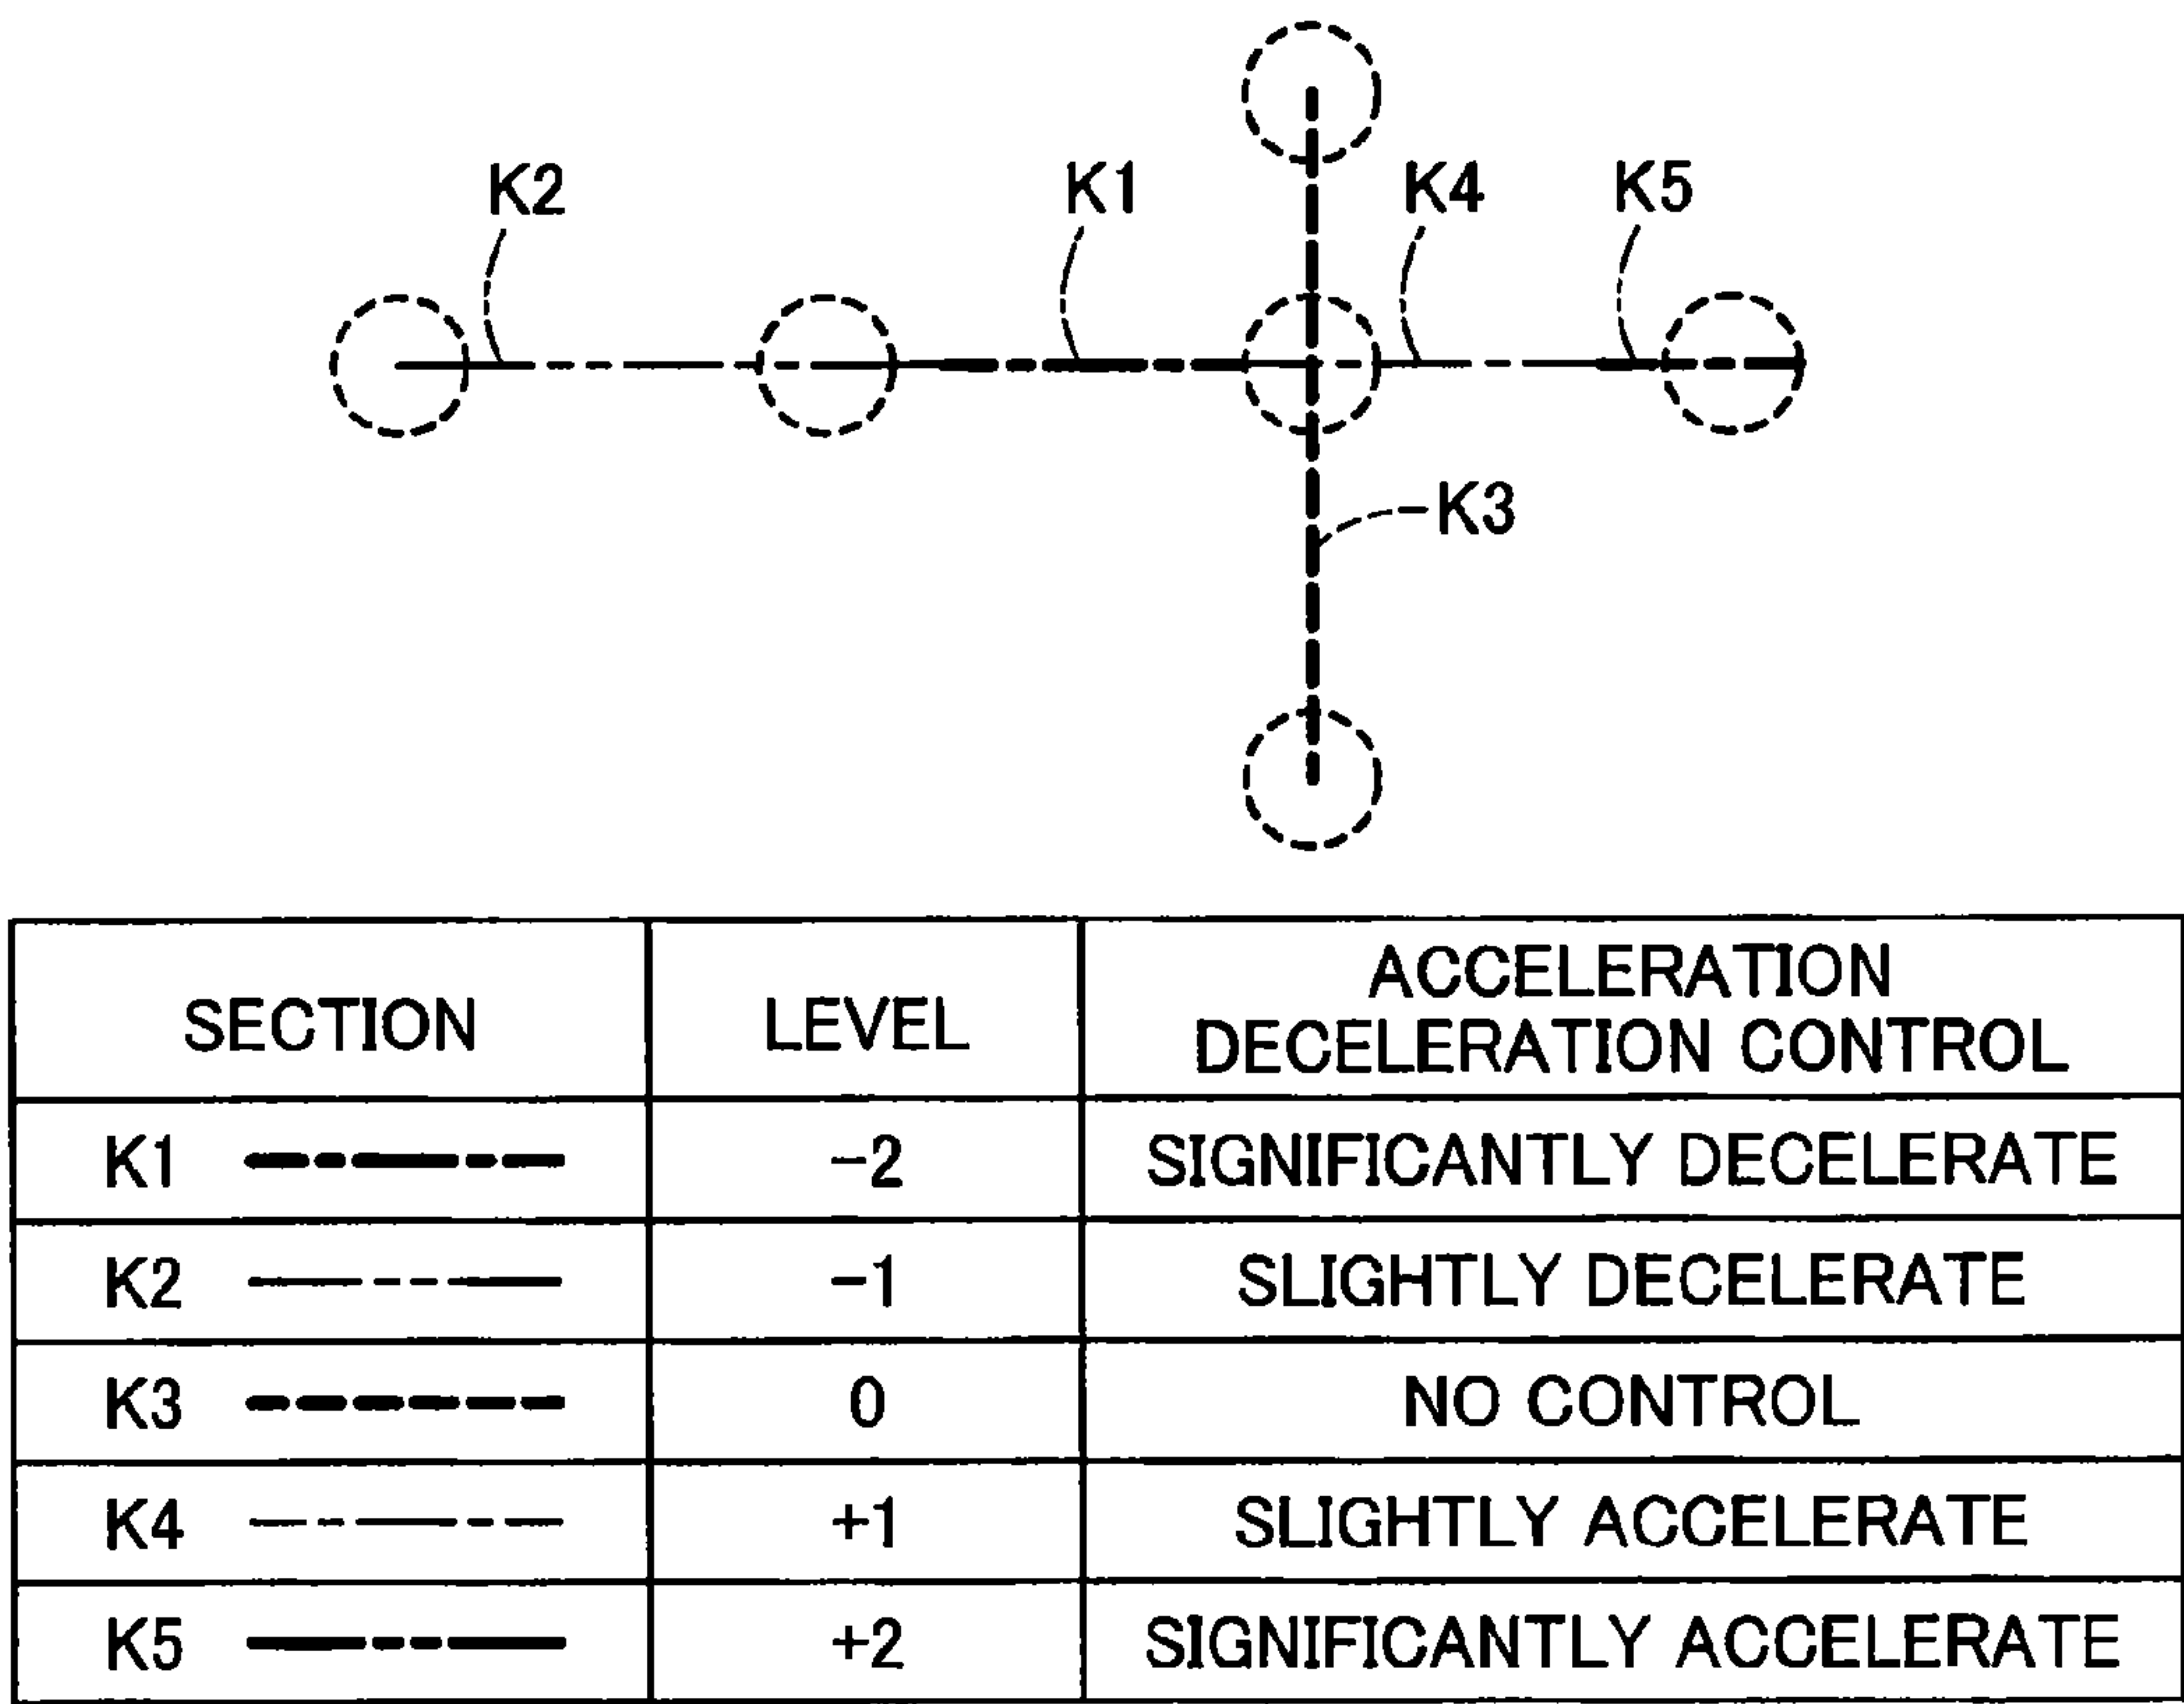 K2 K1 K4 K5
K3
SECTION LEVEL ACCELERATION
DECELERATION CONTROL
K1 -2 SIGNIFICANTLY DECELERATE
K2 -1 SLIGHTLY DECELERATE
K3 0 NO CONTROL
K4 +1 SLIGHTLY ACCELERATE
K5 +2 SIGNIFICANTLY ACCELERATE